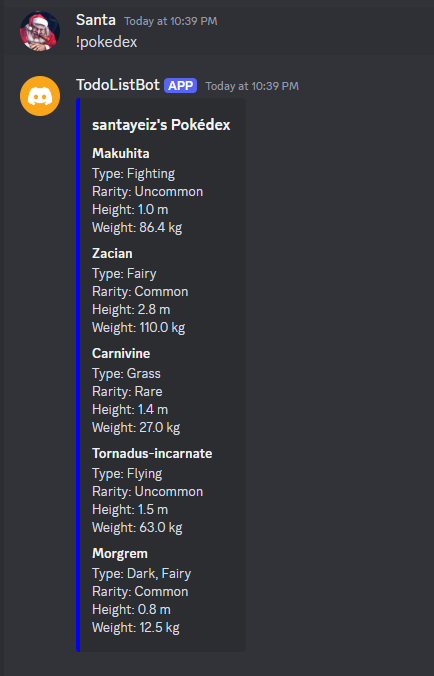 Santa Today at 10:39 PM
!pokedex
TodoListBot APP Today at 10:39 PM
santayeiz's Pokédex
Makuhita
Type: Fighting
Rarity: Uncommon
Height: 1.0 m
Weight: 86.4 kg
Zacian
Type: Fairy
Rarity: Common
Height: 2.8 m
Weight: 110.0 kg
Carnivine
Type: Grass
Rarity: Rare
Height: 1.4 m
Weight: 27.0 kg
Tornadus-incarnate
Type: Flying
Rarity: Uncommon
Height: 1.5 m
Weight: 63.0 kg
Morgrem
Type: Dark, Fairy
Rarity: Common
Height: 0.8 m
Weight: 12.5 kg